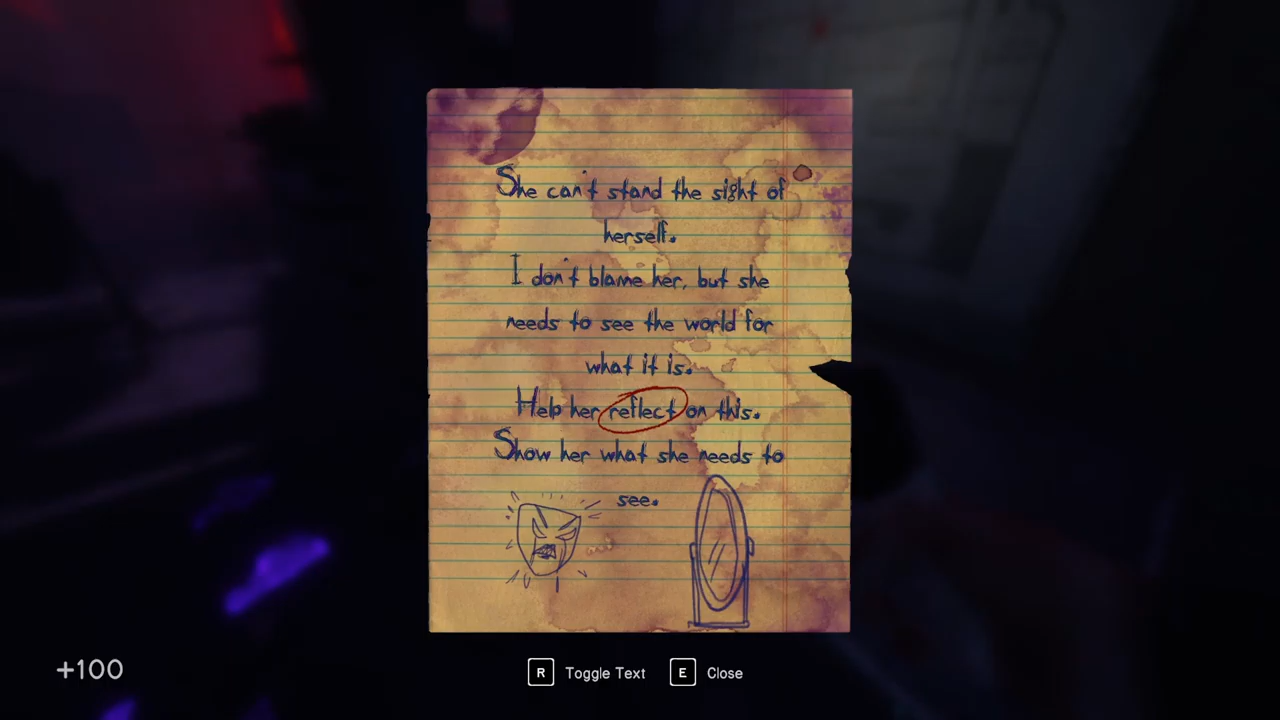 She can't stand the sight of
herself.
I don't blame her, but she
needs to see the world for
what it is.
Help her reflect on this.
Show her what she needs to
see.
+100
R Toggle Text E Close